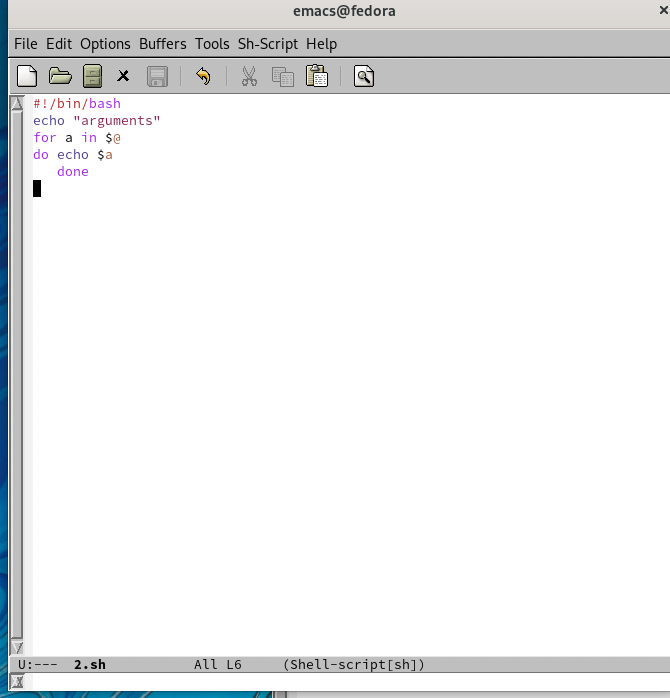 emacs@fedora
File Edit Options Buffers Tools Sh-Script Help
#!/bin/bash
echo "arguments"
for a in $@
do echo $a
   done
U:---  2.sh           All L6     (Shell-script[sh])